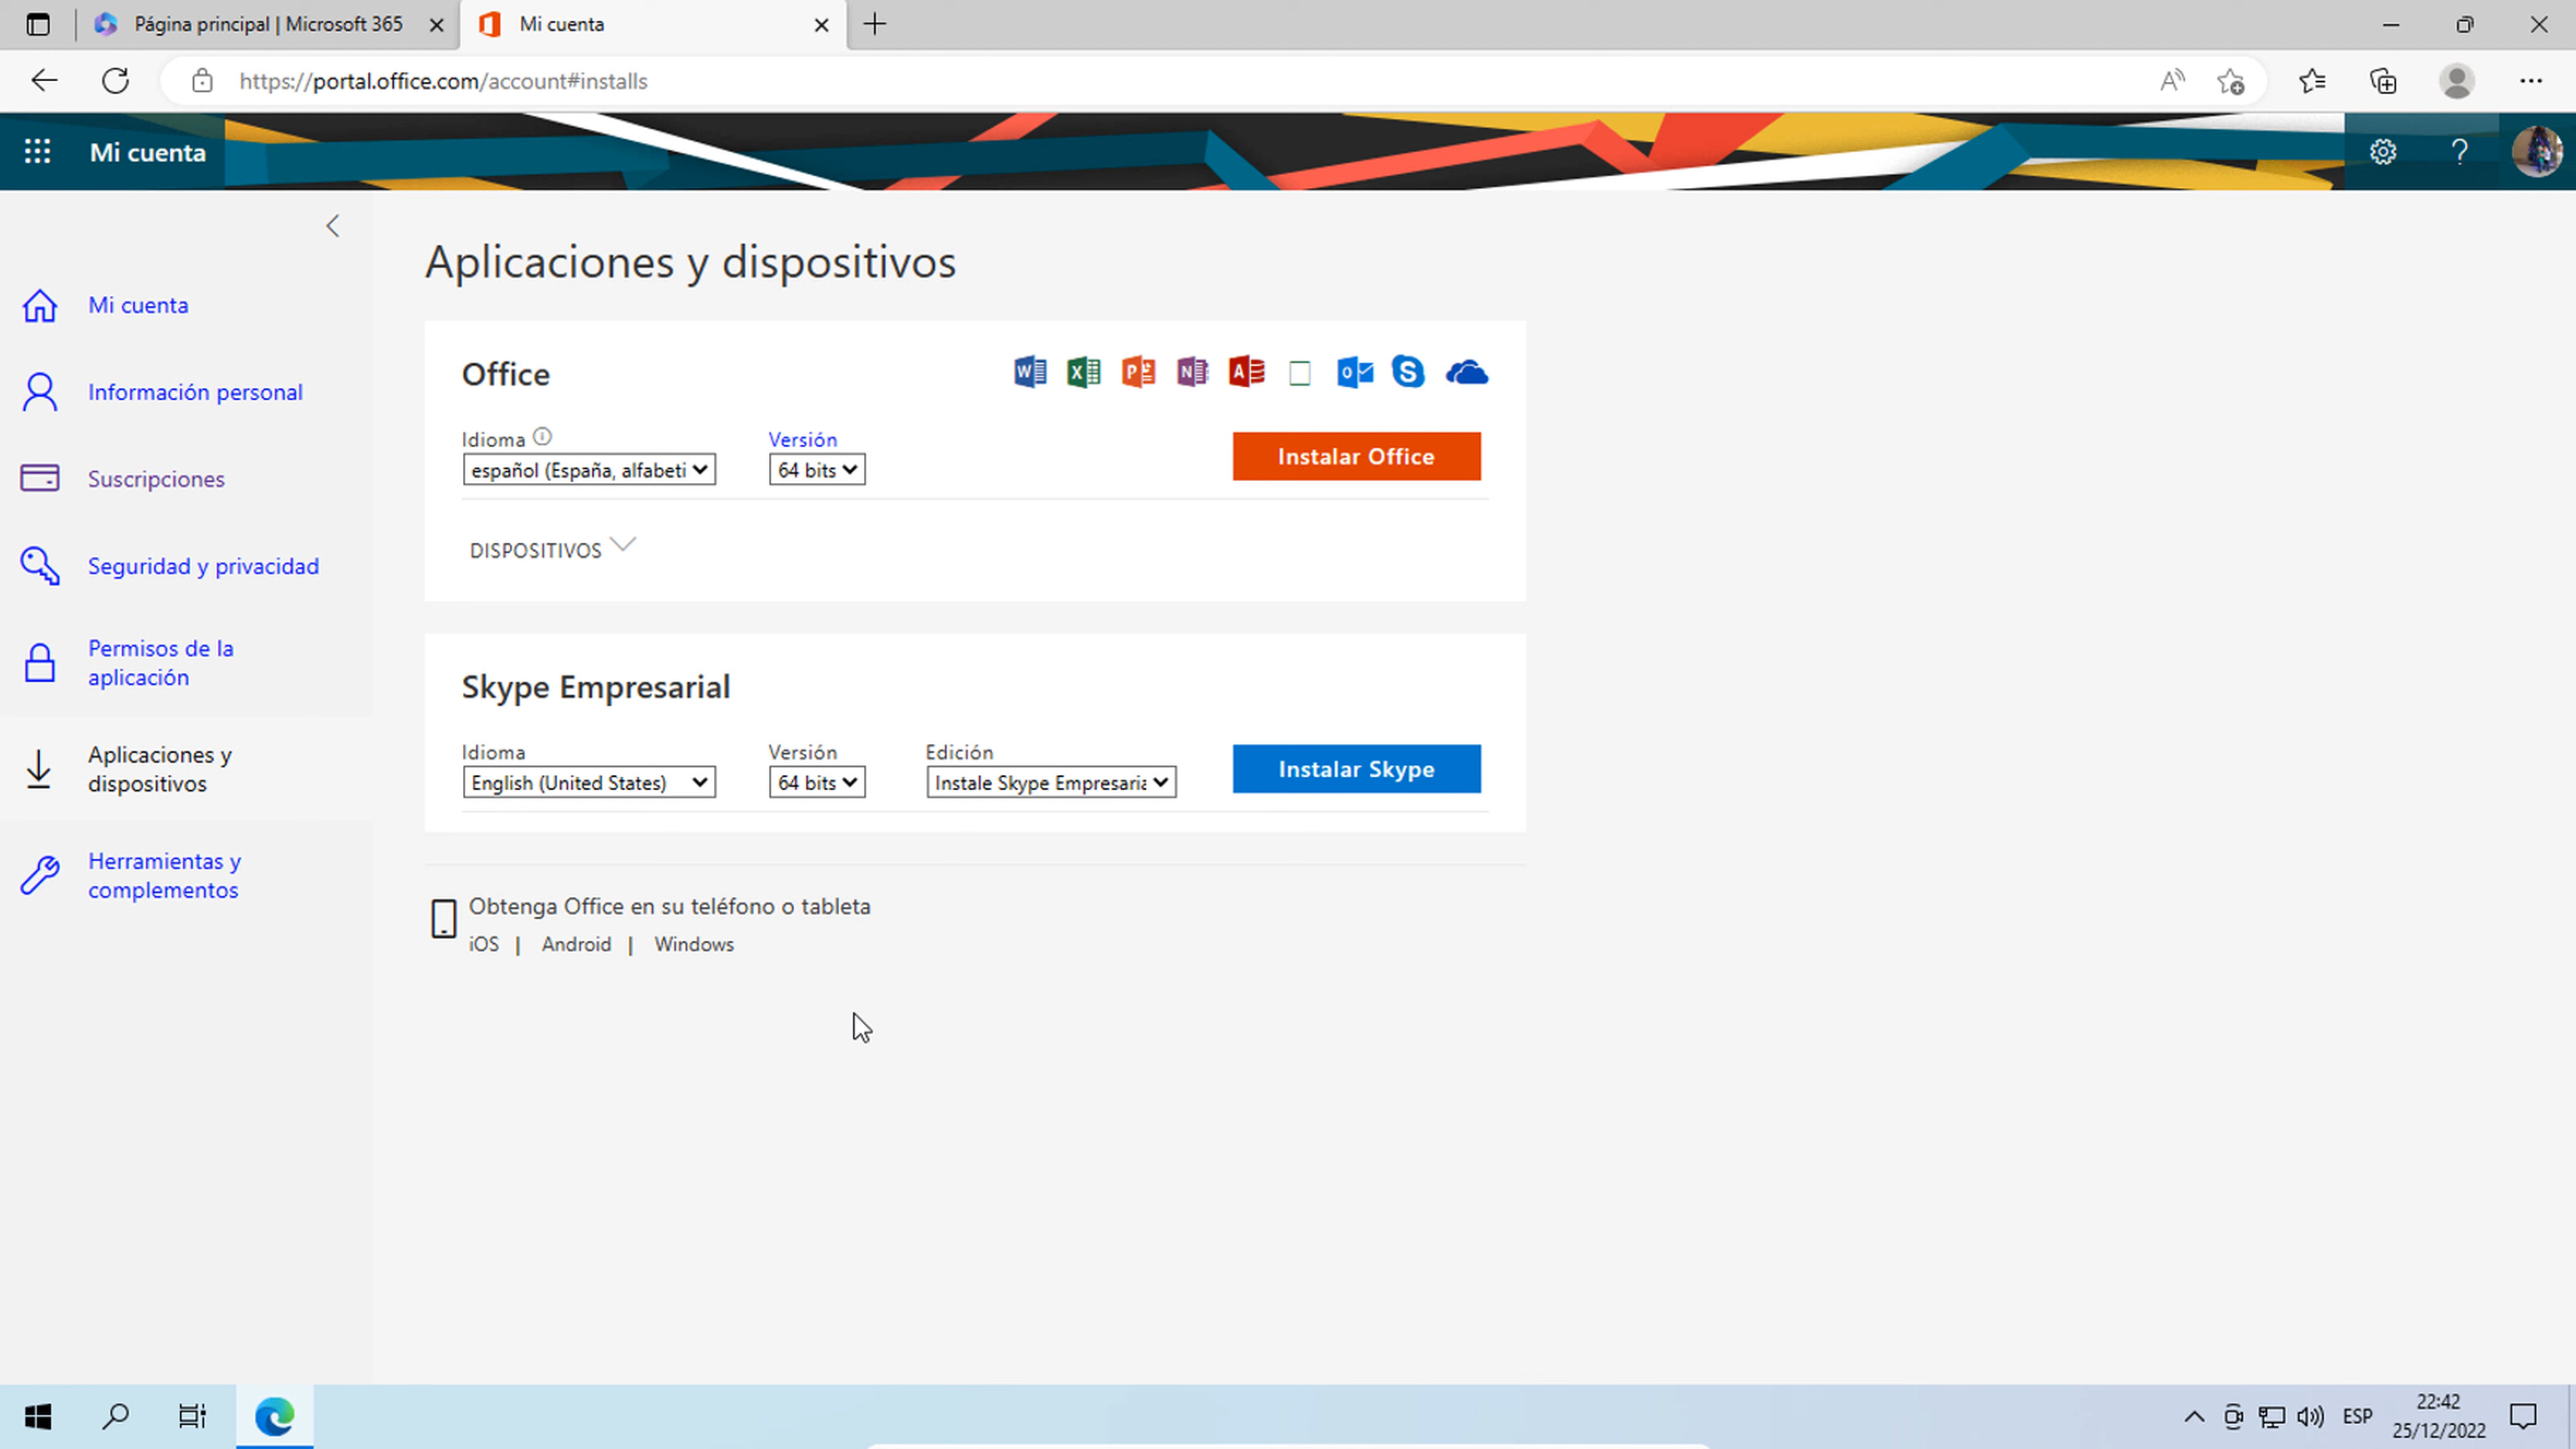 Página principal | Microsoft 365
Mi cuenta
https://portal.office.com/account#installs
Mi cuenta
Mi cuenta
Información personal
Suscripciones
Seguridad y privacidad
Permisos de la
aplicación
Aplicaciones y
dispositivos
Herramientas y
complementos
Aplicaciones y dispositivos
Office
Idioma
Versión
español (España, alfabeti
64 bits
Instalar Office
DISPOSITIVOS
Skype Empresarial
Idioma
Versión
Edición
English (United States)
64 bits
Instale Skype Empresaria
Instalar Skype
Obtenga Office en su teléfono o tableta
iOS | Android | Windows
ESP
22:42
25/12/2022